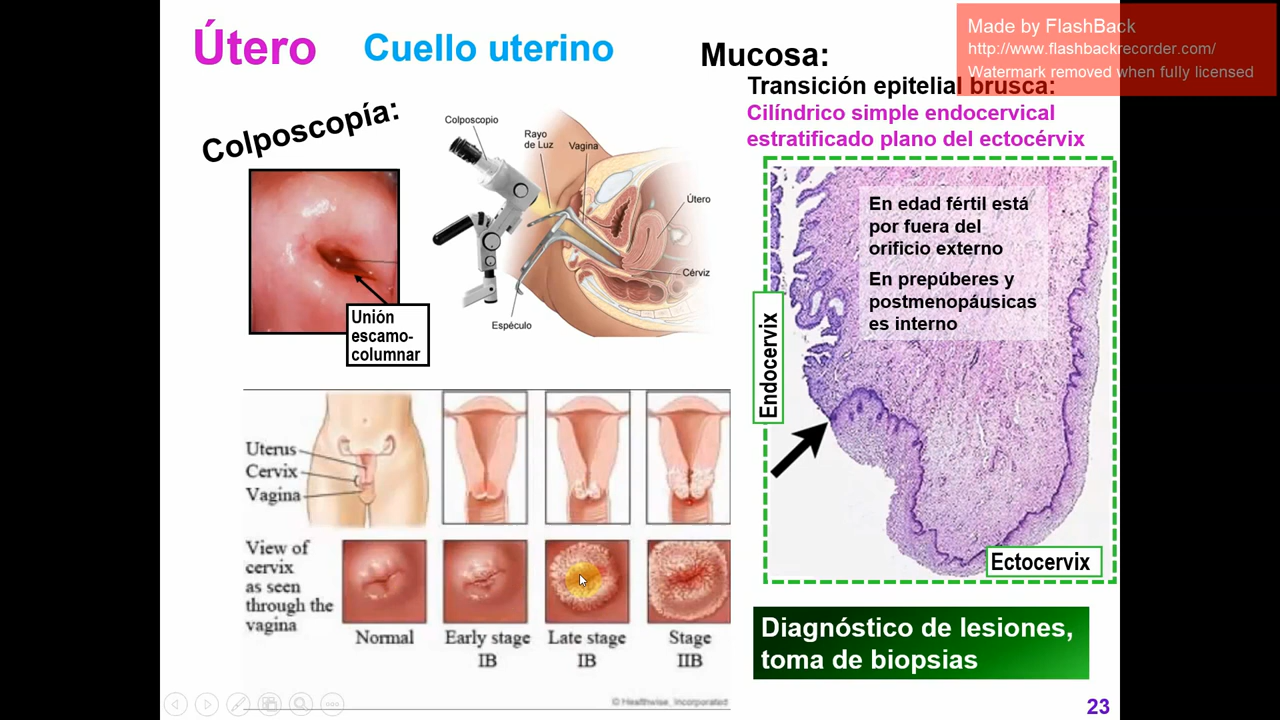 Útero
Cuello uterino
Mucosa:
Transición epitelial brusca:
Cilíndrico simple endocervical
estratificado plano del ectocérvix
Made by FlashBack
http://www.flashbackrecorder.com/
Watermark removed when fully licensed
Colposcopía:
Unión
escamo-
columnar
Colposcopio
Rayo
de Luz
Vagina
Útero
Cérviz
Espéculo
En edad fértil está
por fuera del
orificio externo
En prepúberes y
postmenopáusicas
es interno
Endocervix
Ectocervix
Uterus
Cervix
Vagina
View of
cervix
as seen
through the
vagina
Normal
Early stage
IB
Late stage
IB
Stage
IIB
© Healthwise, Incorporated
Diagnóstico de lesiones,
toma de biopsias
23